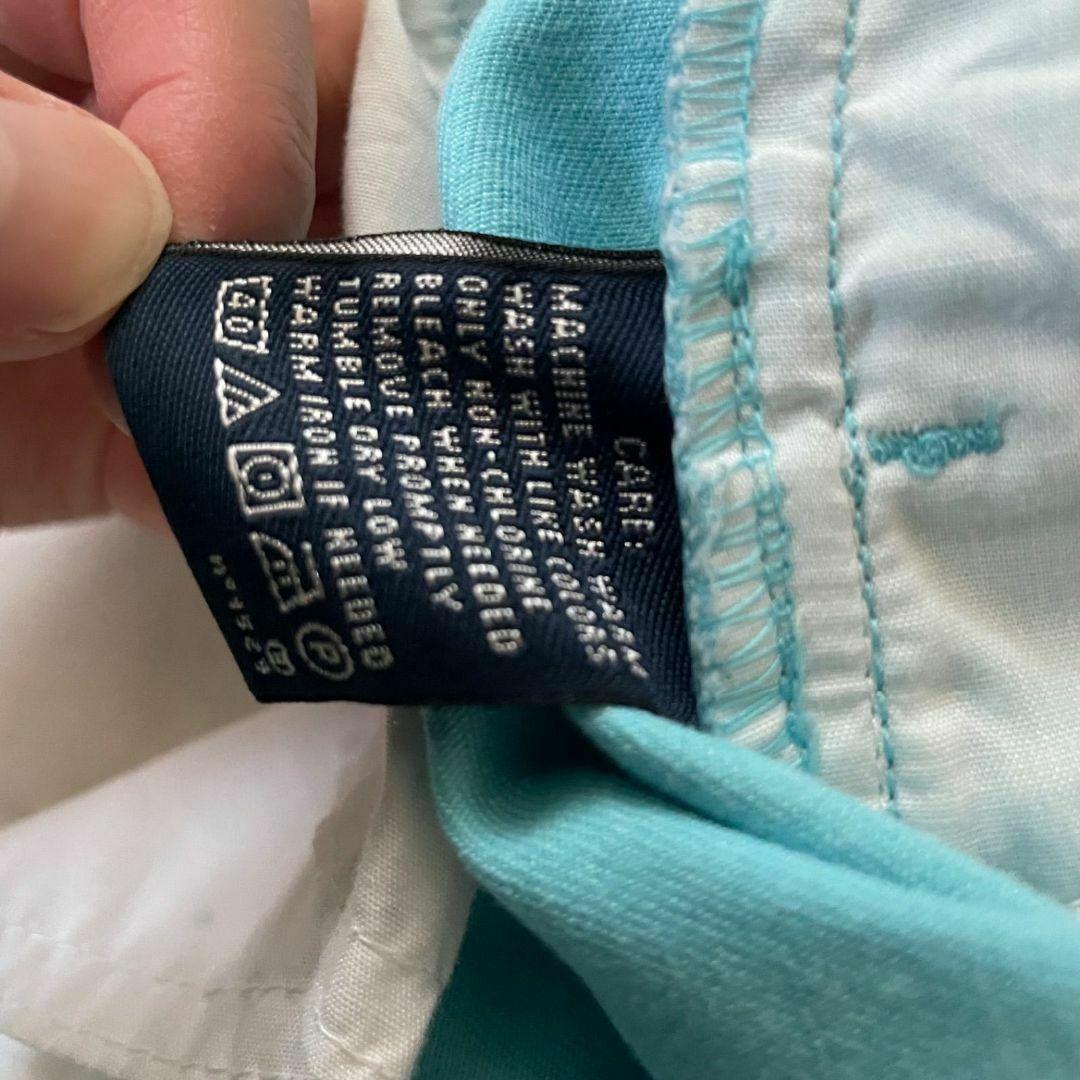 CARE:
MACHINE WASH WARM
WASH WITH LIKE COLORS
ONLY NON-CHLORINE
BLEACH WHEN NEEDED
REMOVE PROMPTLY
TUMBLE DRY LOW
WARM IRON IF NEEDED
40
P